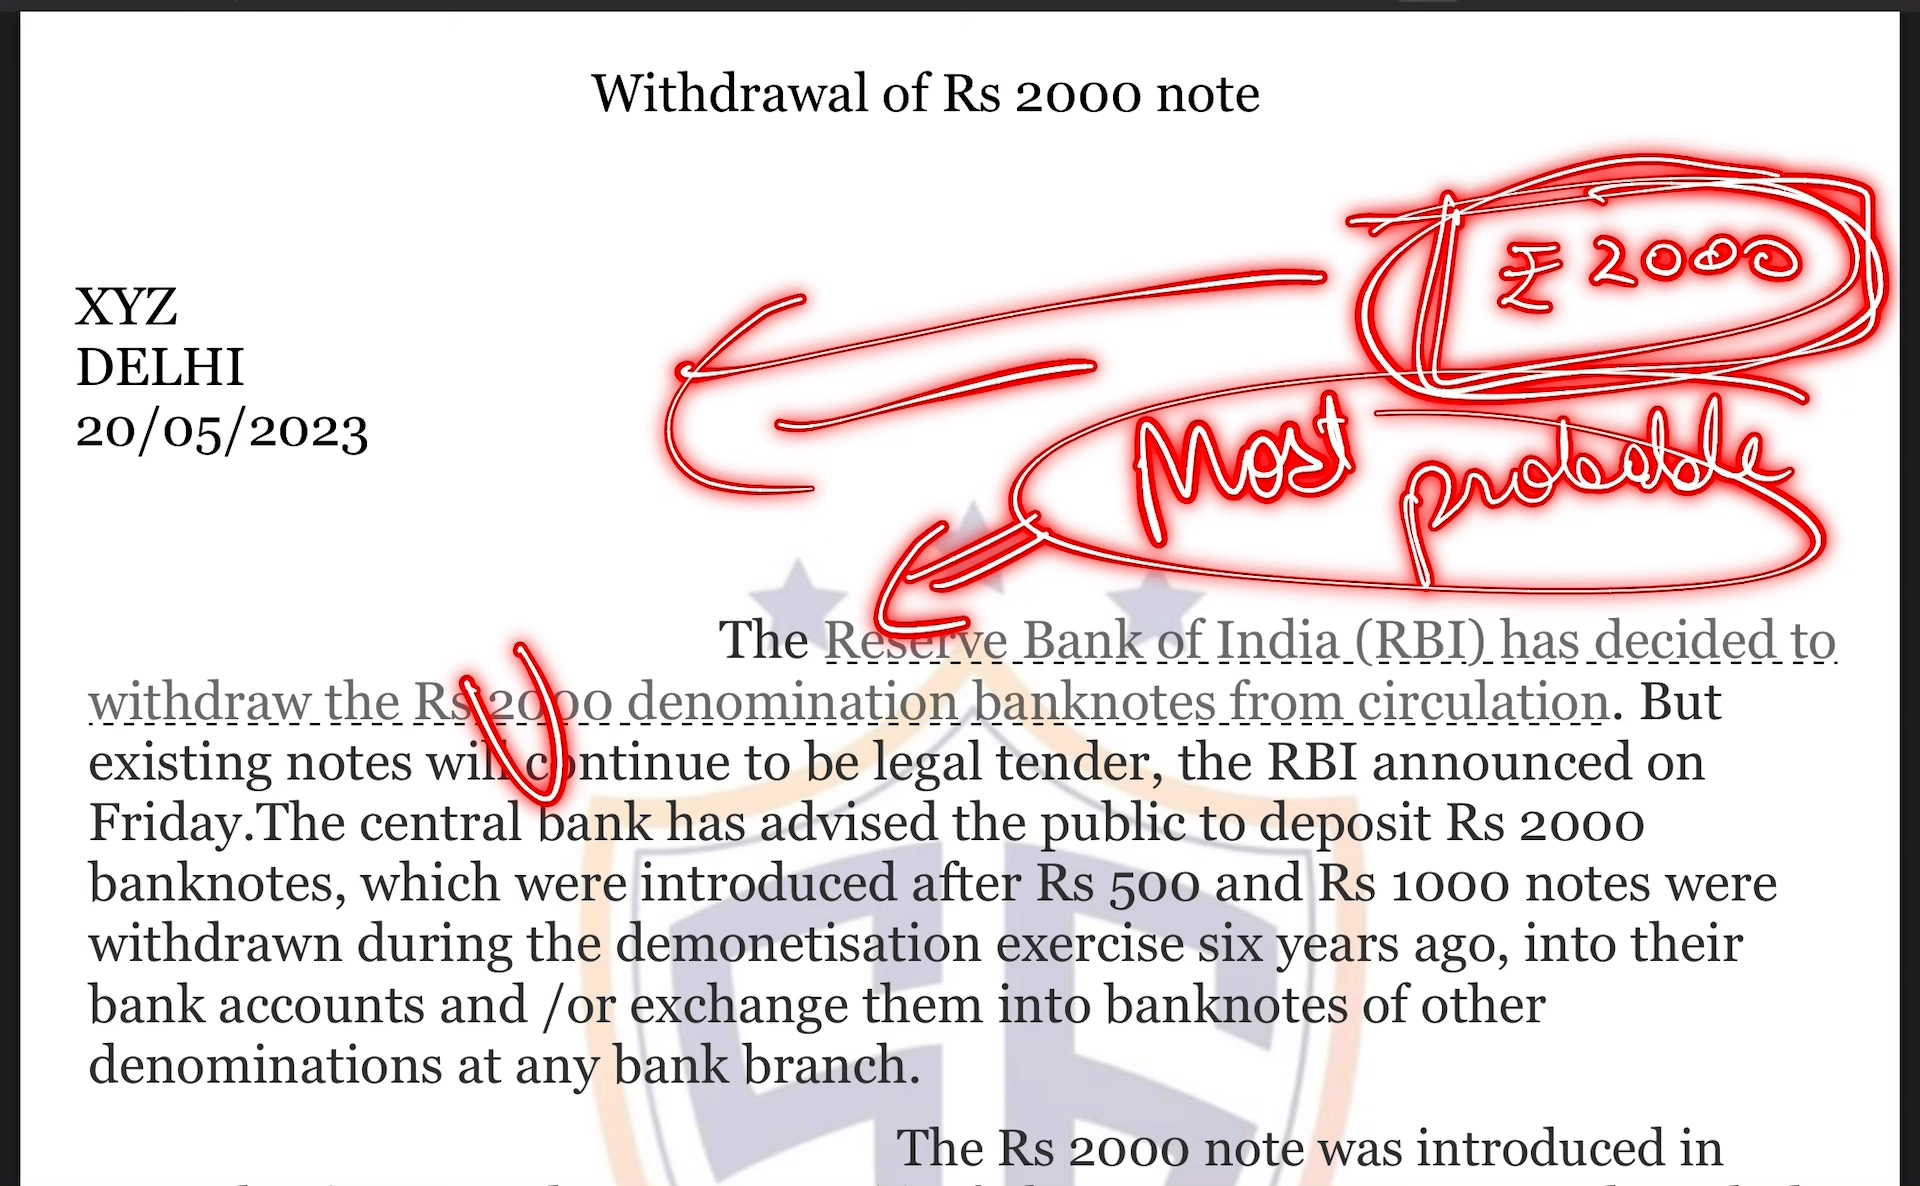 Withdrawal of Rs 2000 note
₹ 2000
XYZ
DELHI
20/05/2023
Most probable
The Reserve Bank of India (RBI) has decided to
withdraw the Rs 2000 denomination banknotes from circulation. But
existing notes will continue to be legal tender, the RBI announced on
Friday.The central bank has advised the public to deposit Rs 2000
banknotes, which were introduced after Rs 500 and Rs 1000 notes were
withdrawn during the demonetisation exercise six years ago, into their
bank accounts and /or exchange them into banknotes of other
denominations at any bank branch.
The Rs 2000 note was introduced in